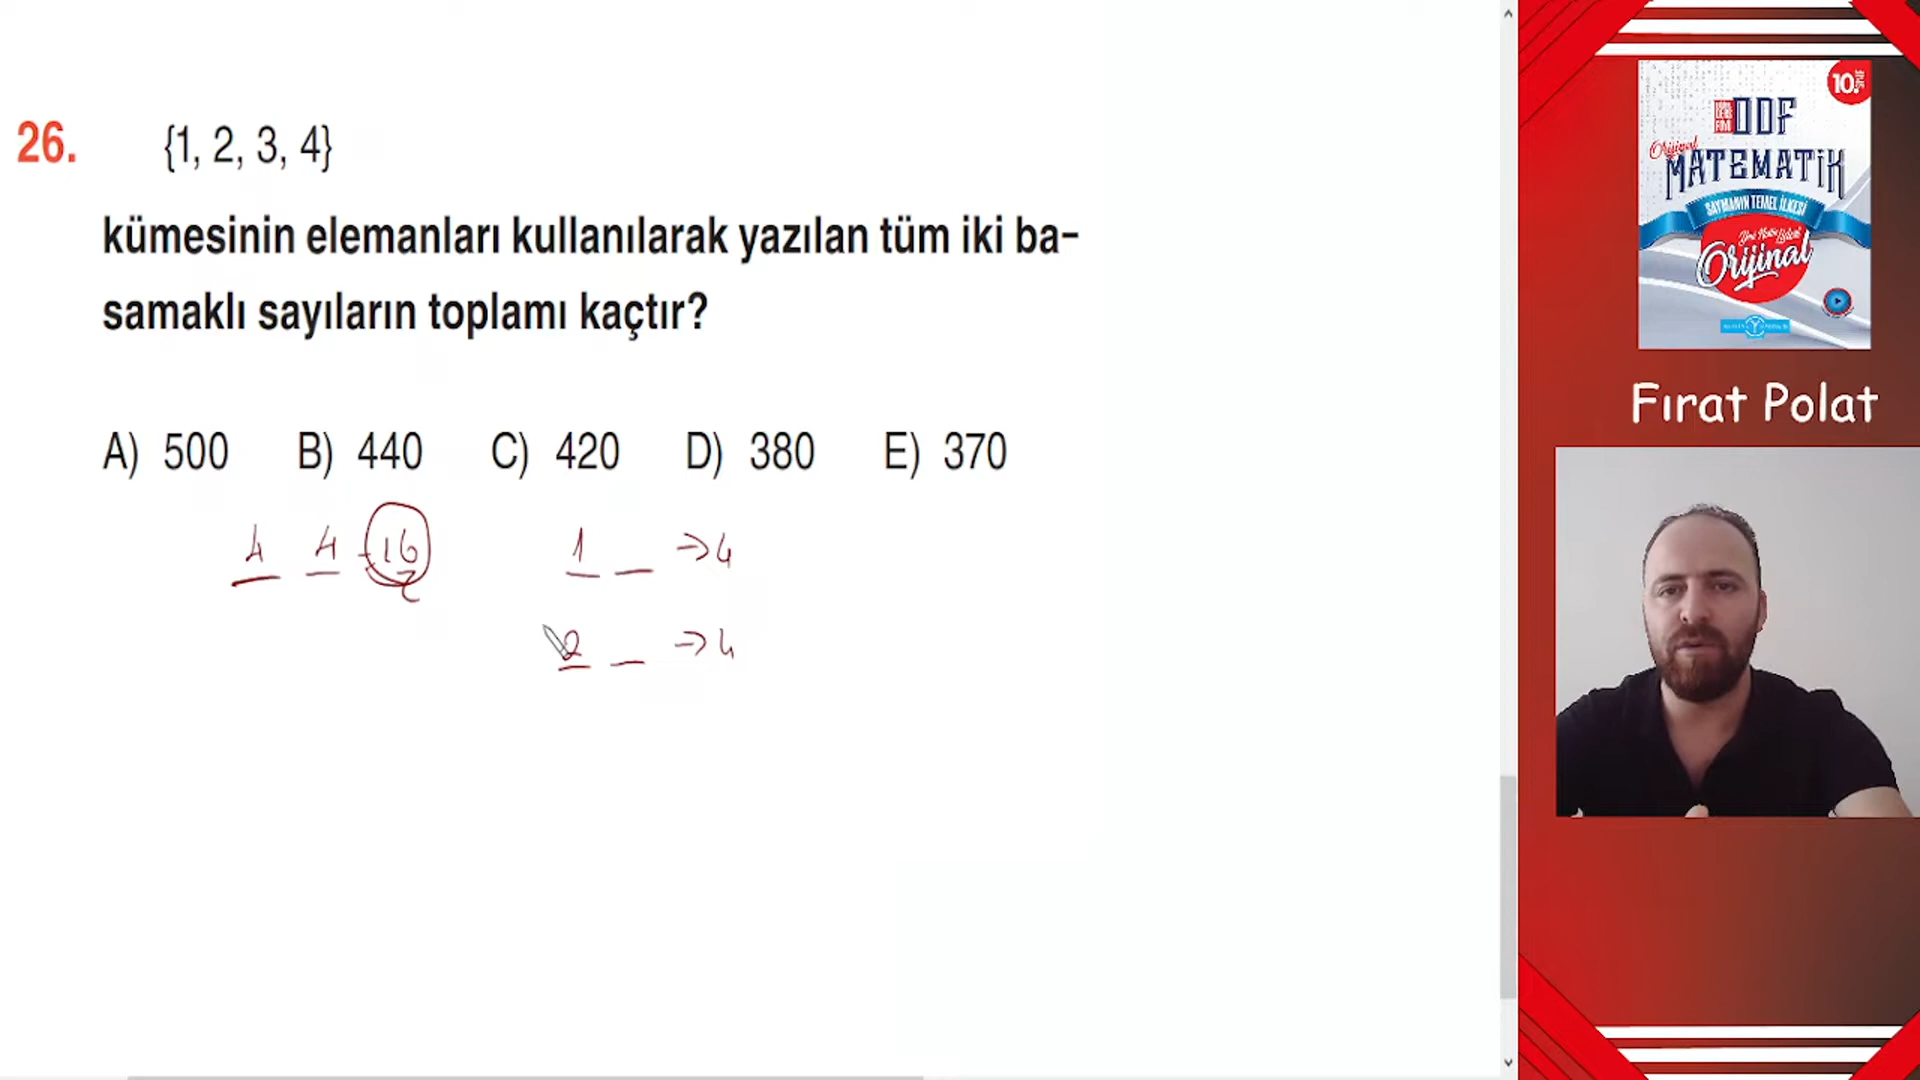 26. {1, 2, 3, 4}
kümesinin elemanları kullanılarak yazılan tüm iki ba-
samaklı sayıların toplamı kaçtır?
A) 500 B) 440 C) 420 D) 380 E) 370
4 4 16 1 _ → 4
2 _ → 4
10.
ODF
Orijinal
MATEMATİK
SAYMANIN TEMEL İLKESİ
Orijinal
Fırat Polat